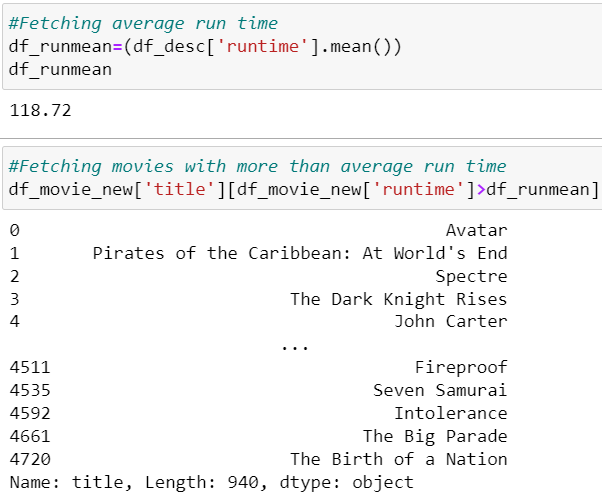 #Fetching average run time
df_runmean=(df_desc['runtime'].mean())
df_runmean
118.72
#Fetching movies with more than average run time
df_movie_new['title'][df_movie_new['runtime']>df_runmean]
0 Avatar
1 Pirates of the Caribbean: At World's End
2 Spectre
3 The Dark Knight Rises
4 John Carter
...
4511 Fireproof
4535 Seven Samurai
4592 Intolerance
4661 The Big Parade
4720 The Birth of a Nation
Name: title, Length: 940, dtype: object